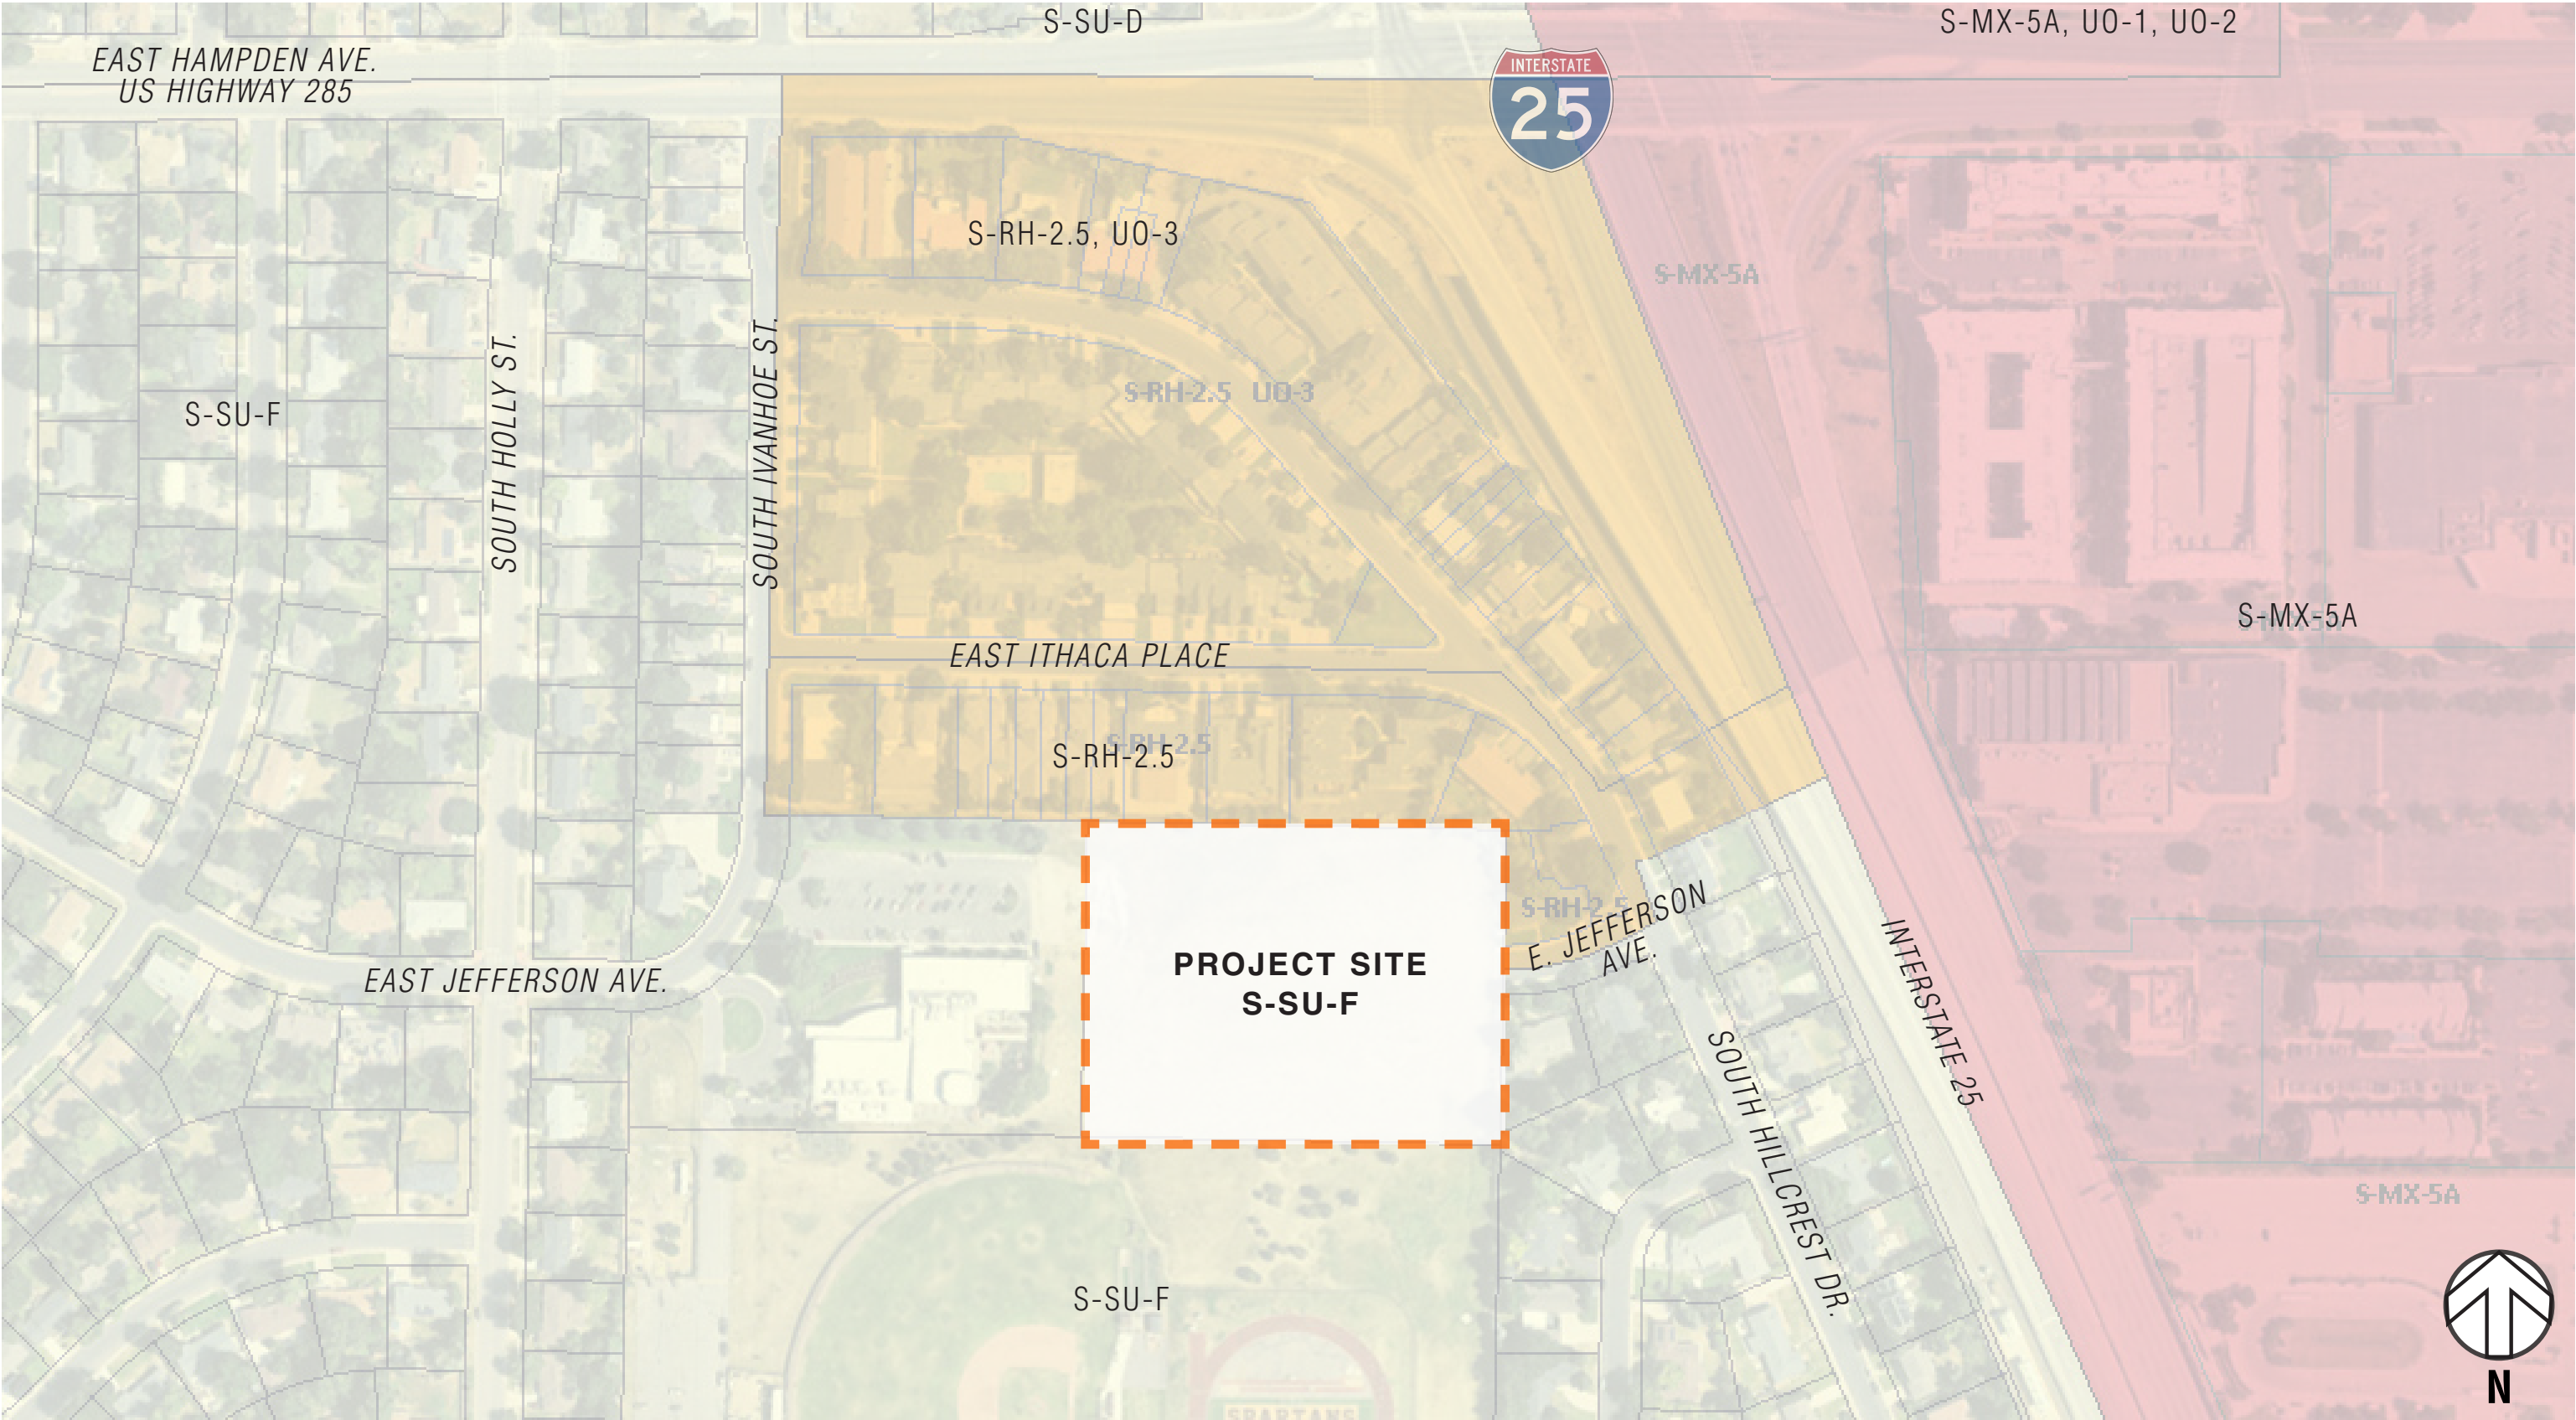 S-SU-D
S-MX-5A, UO-1, UO-2
EAST HAMPDEN AVE.
US HIGHWAY 285
INTERSTATE
25
S-RH-2.5, UO-3
S-MX-5A
S-RH-2.5 UO-3
S-SU-F
SOUTH HOLLY ST.
SOUTH IVANHOE ST.
S-MX-5A
EAST ITHACA PLACE
S-RH-2.5
S-RH-2.5
S-RH-2.5
E. JEFFERSON
AVE.
PROJECT SITE
S-SU-F
EAST JEFFERSON AVE.
INTERSTATE 25
SOUTH HILLCREST DR.
S-MX-5A
S-SU-F
SPARTANS
N